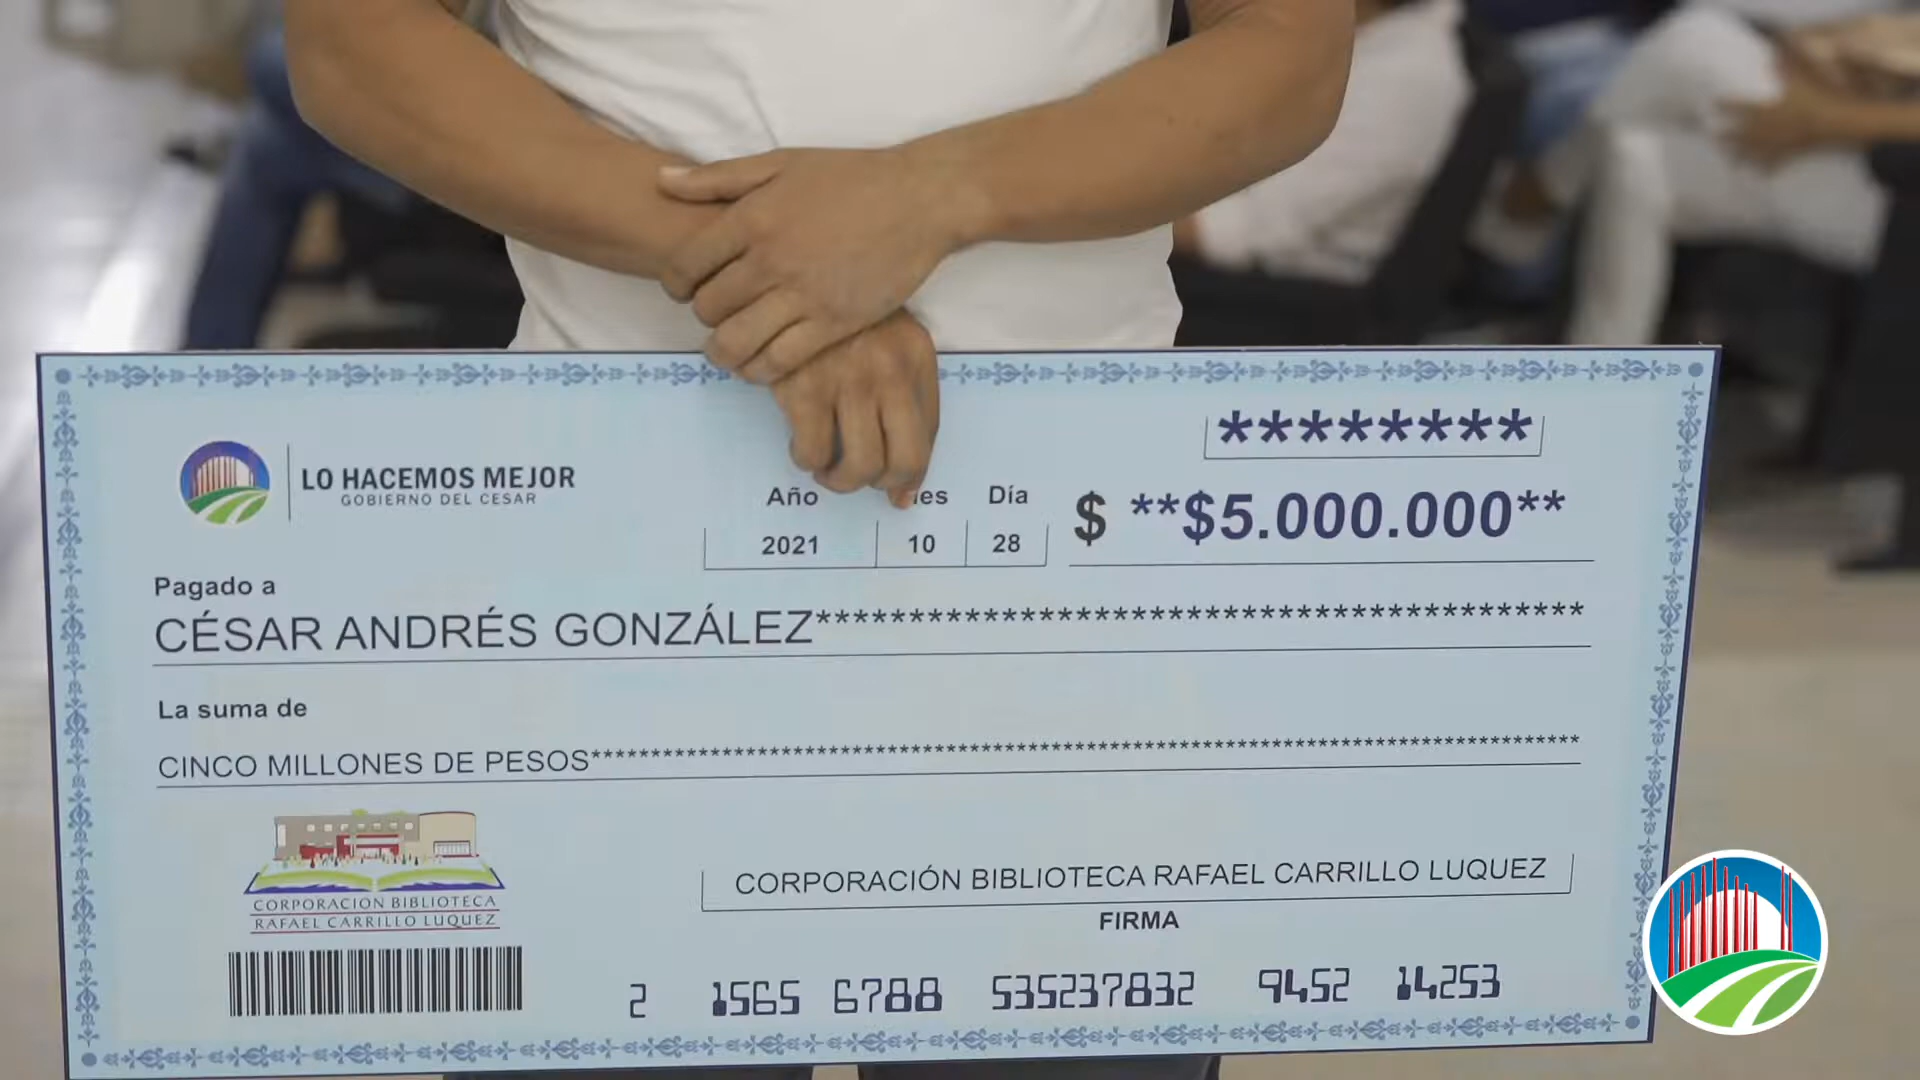 ********
LO HACEMOS MEJOR
GOBIERNO DEL CESAR
Año Día
2021 10 28
$ **$5.000.000**
Pagado a
CÉSAR ANDRÉS GONZÁLEZ******************************************
La suma de
CINCO MILLONES DE PESOS************************************************************************************
CORPORACIÓN BIBLIOTECA
RAFAEL CARRILLO LUQUEZ
CORPORACIÓN BIBLIOTECA RAFAEL CARRILLO LUQUEZ
FIRMA
2 1565 6788 535237832 9452 14253